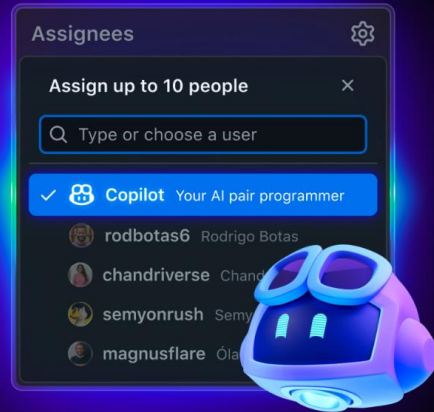 Assignees
Assign up to 10 people
Type or choose a user
Copilot Your AI pair programmer
rodbotas6 Rodrigo Botas
chandriverse
semyonrush
magnusflare